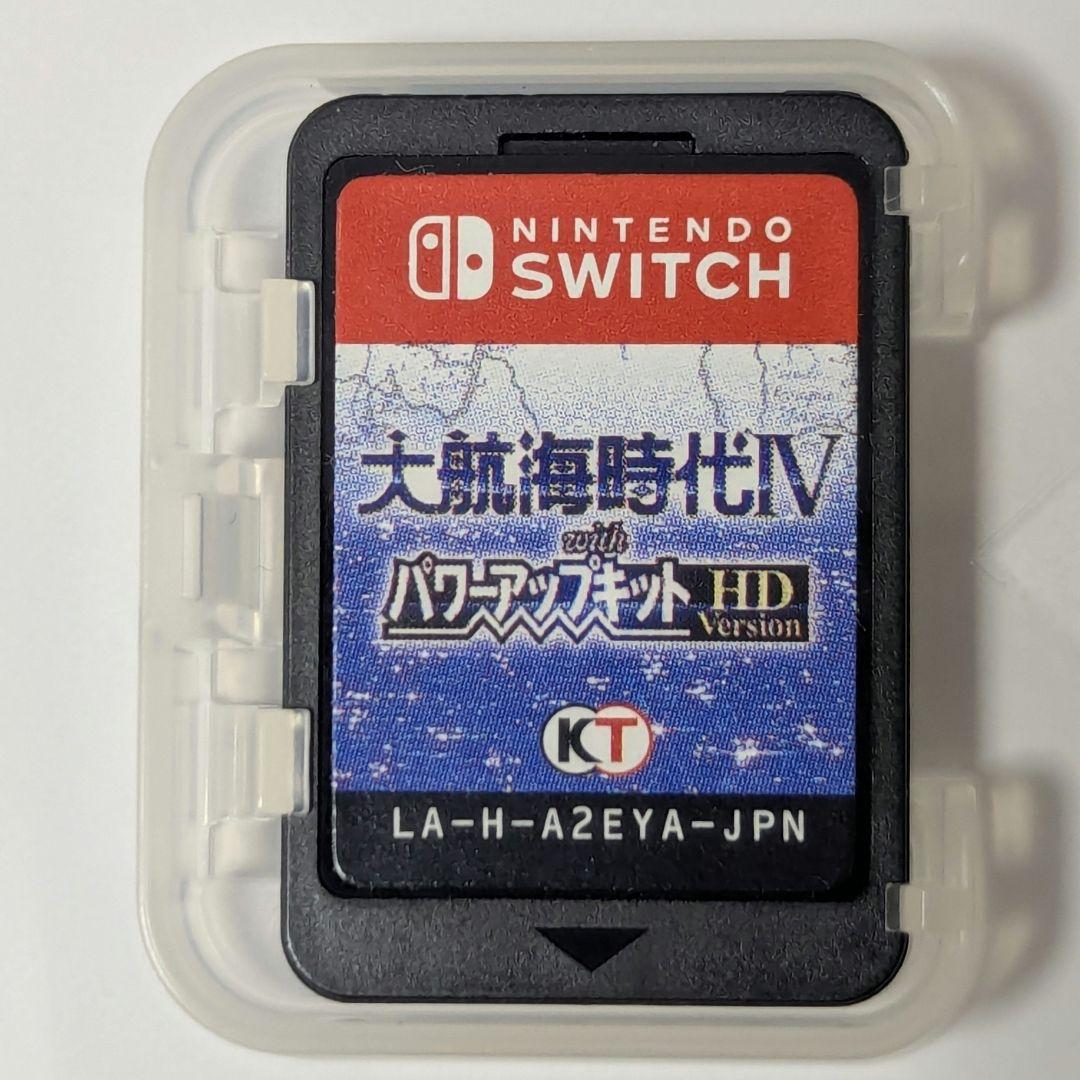 NINTENDO
SWITCH
大航海時代IV
with
パワーアップキット HD
Version
KT
LA-H-A2EYA-JPN